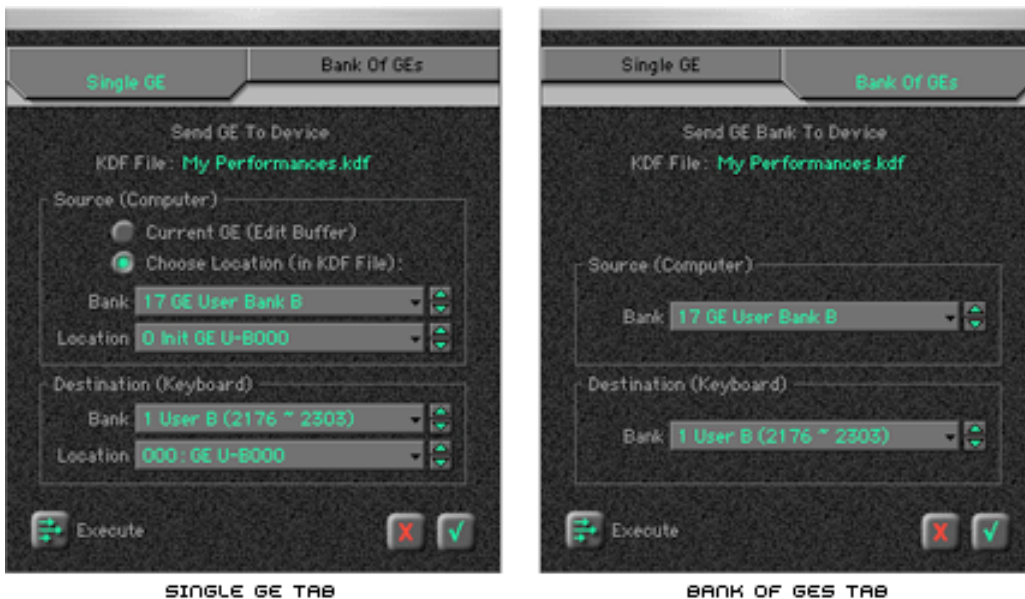 Single GE
Bank Of GEs
Send GE To Device
KDF File: My Performances.kdf
Source (Computer)
Current GE (Edit Buffer)
Choose Location (in KDF File):
Bank 17 GE User Bank B
Location 0 Init GE U-B000
Destination (Keyboard)
Bank 1 User B (2176 ~ 2303)
Location 000: GE U-B000
Execute
SINGLE GE TAB
Single GE
Bank Of GEs
Send GE Bank To Device
KDF File: My Performances.kdf
Source (Computer)
Bank 17 GE User Bank B
Destination (Keyboard)
Bank 1 User B (2176 ~ 2303)
Execute
BANK OF GES TAB